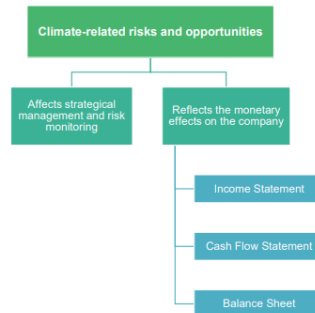 Climate-related risks and opportunities
Affects strategical
management and risk
monitoring
Reflects the monetary
effects on the company
Income Statement
Cash Flow Statement
Balance Sheet